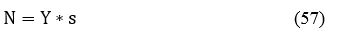 N = Y * s (57)